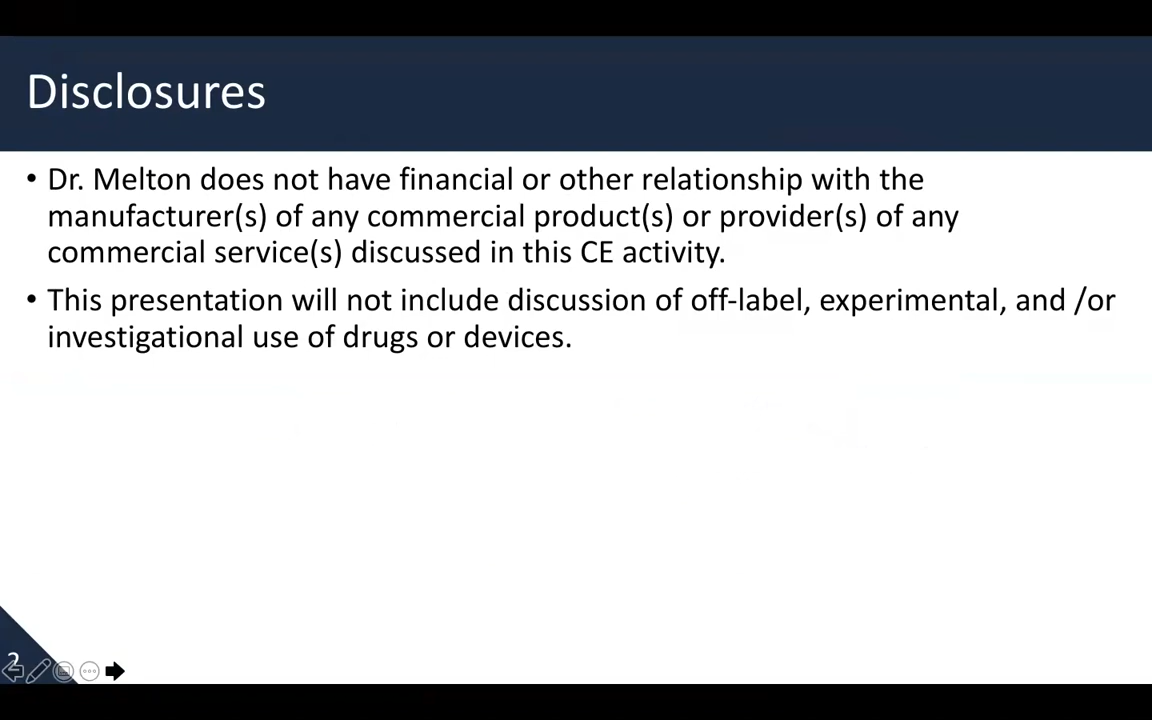 Disclosures
• Dr. Melton does not have financial or other relationship with the
manufacturer(s) of any commercial product(s) or provider(s) of any
commercial service(s) discussed in this CE activity.
• This presentation will not include discussion of off-label, experimental, and /or
investigational use of drugs or devices.
2